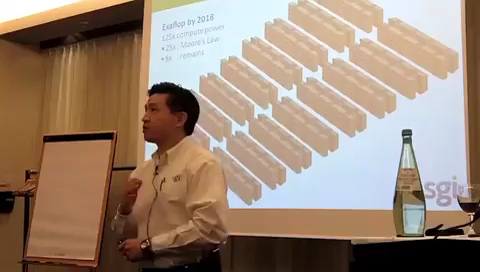 Exaflop by 2018
125x compute power
• 25x Moore's Law
• 5x remains
sgi